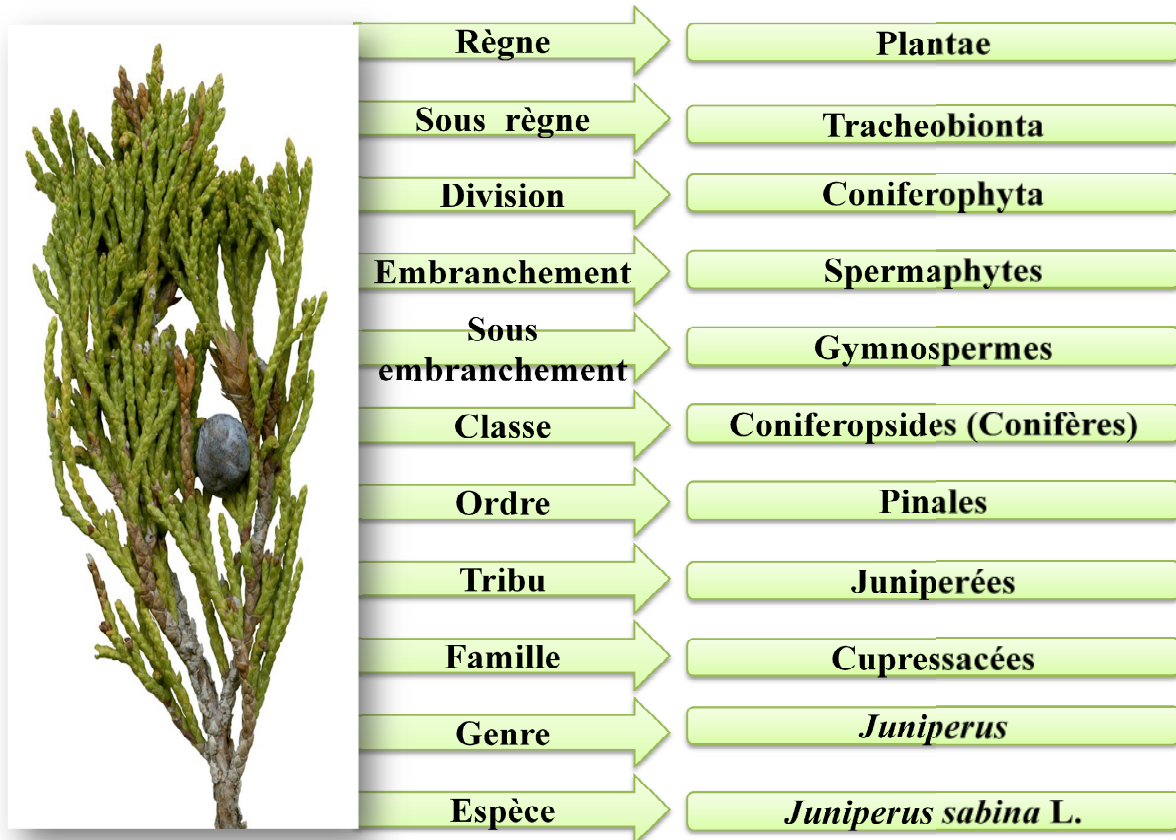 Règne Plantae
Sous règne Tracheobionta
Division Coniferophyta
Embranchement Spermaphytes
Sous
embranchement Gymnospermes
Classe Coniferopsides (Conifères)
Ordre Pinales
Tribu Juniperées
Famille Cupressacées
Genre Juniperus
Espèce Juniperus sabina L.